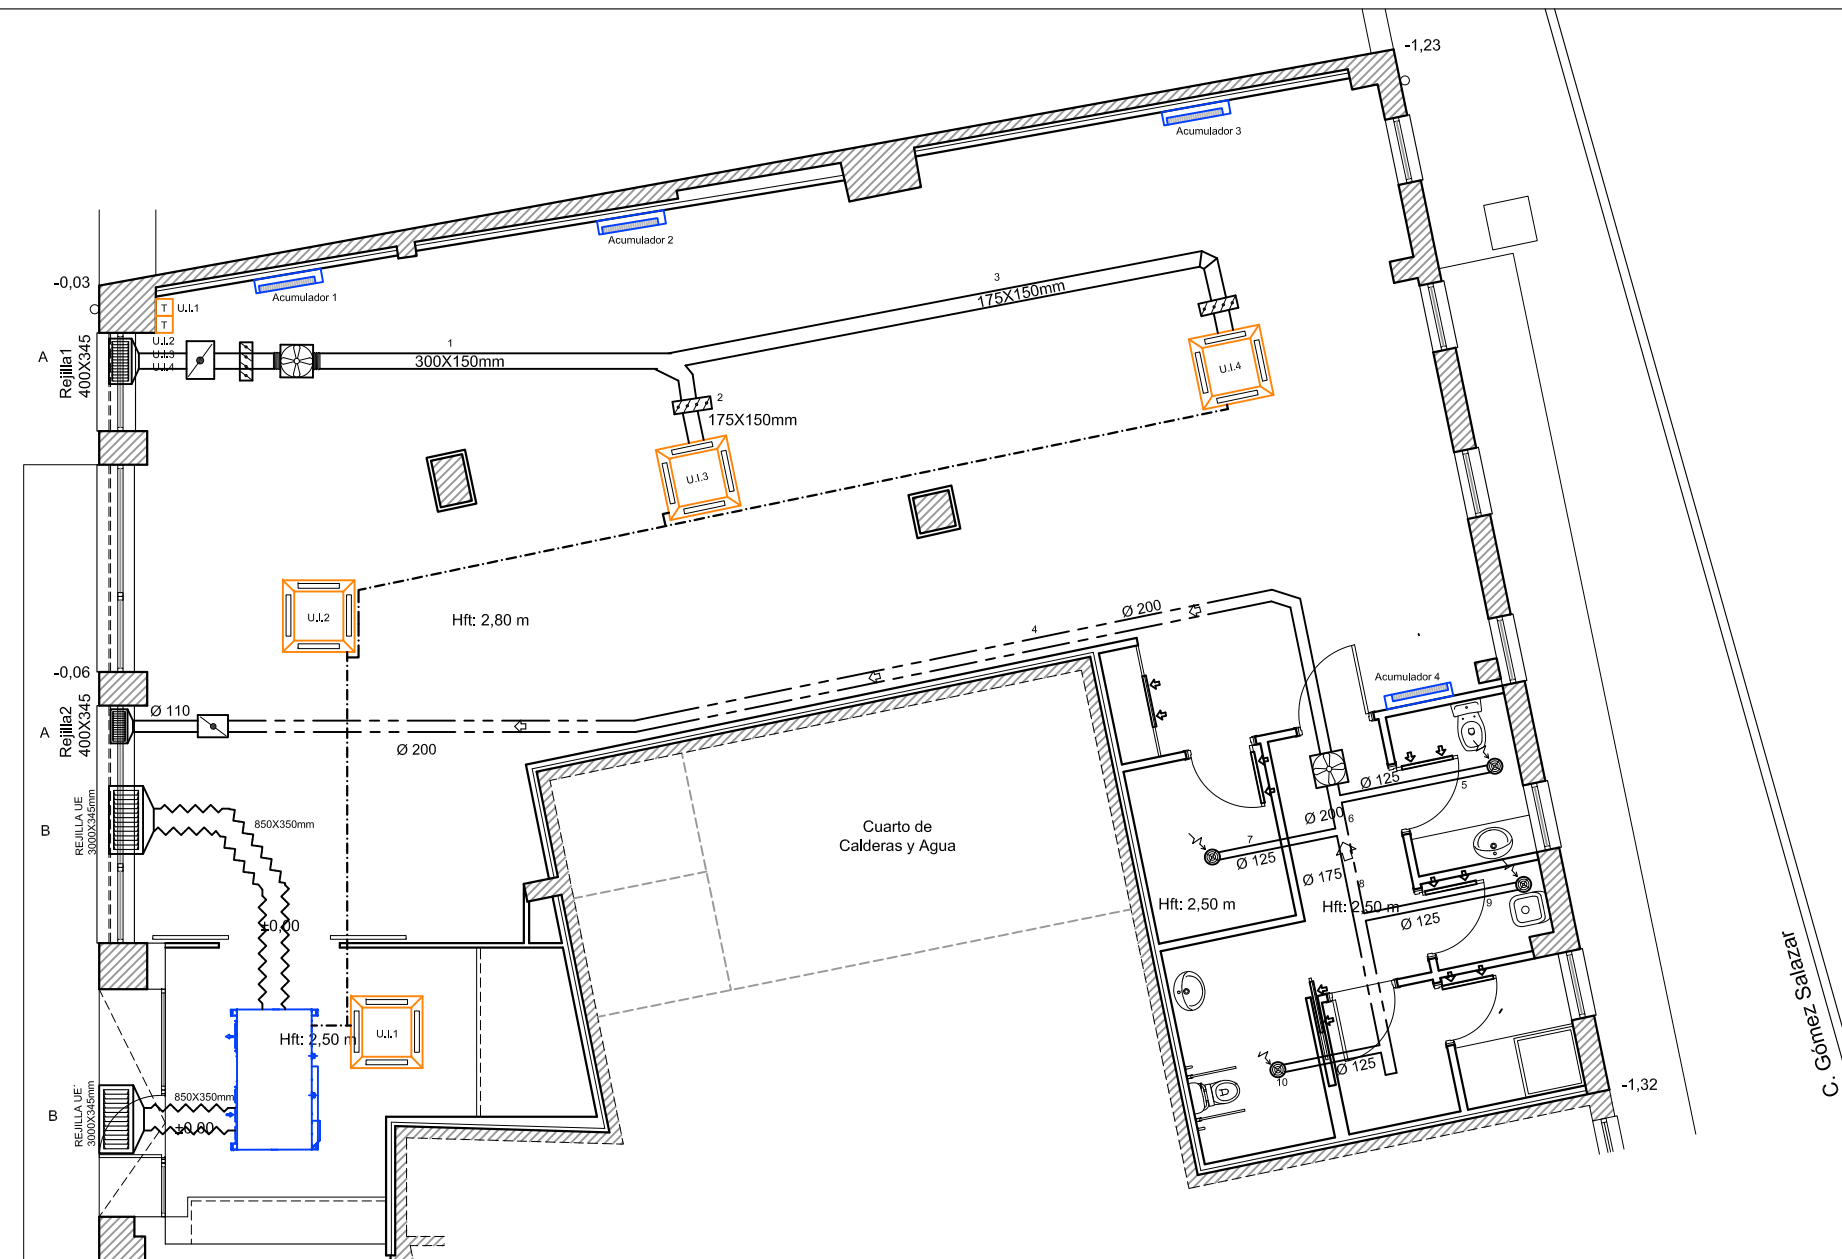 -1,23
Acumulador 3
Acumulador 2
Acumulador 1
-0,03
T
U.I.1
T
U.I.2
U.I.3
U.I.4
A
Rejilla1
400X345
1
300X150mm
2
175X150mm
3
175X150mm
U.I.4
U.I.3
U.I.2
Hft: 2,80 m
Ø 200
4
-0,06
A
Rejilla2
400X345
Ø 110
Ø 200
Acumulador 4
B
REJILLA UE
3000X345mm
850X350mm
Cuarto de
Calderas y Agua
Ø 125
5
Ø 200
6
7
Ø 125
Ø 175
8
Hft: 2,50 m
Hft: 2,50 m
9
Ø 125
±0,00
Hft: 2,50 m
U.I.1
B
REJILLA UE
3000X345mm
850X350mm
±0,00
10
Ø 125
A
-1,32
C. Gómez Salazar